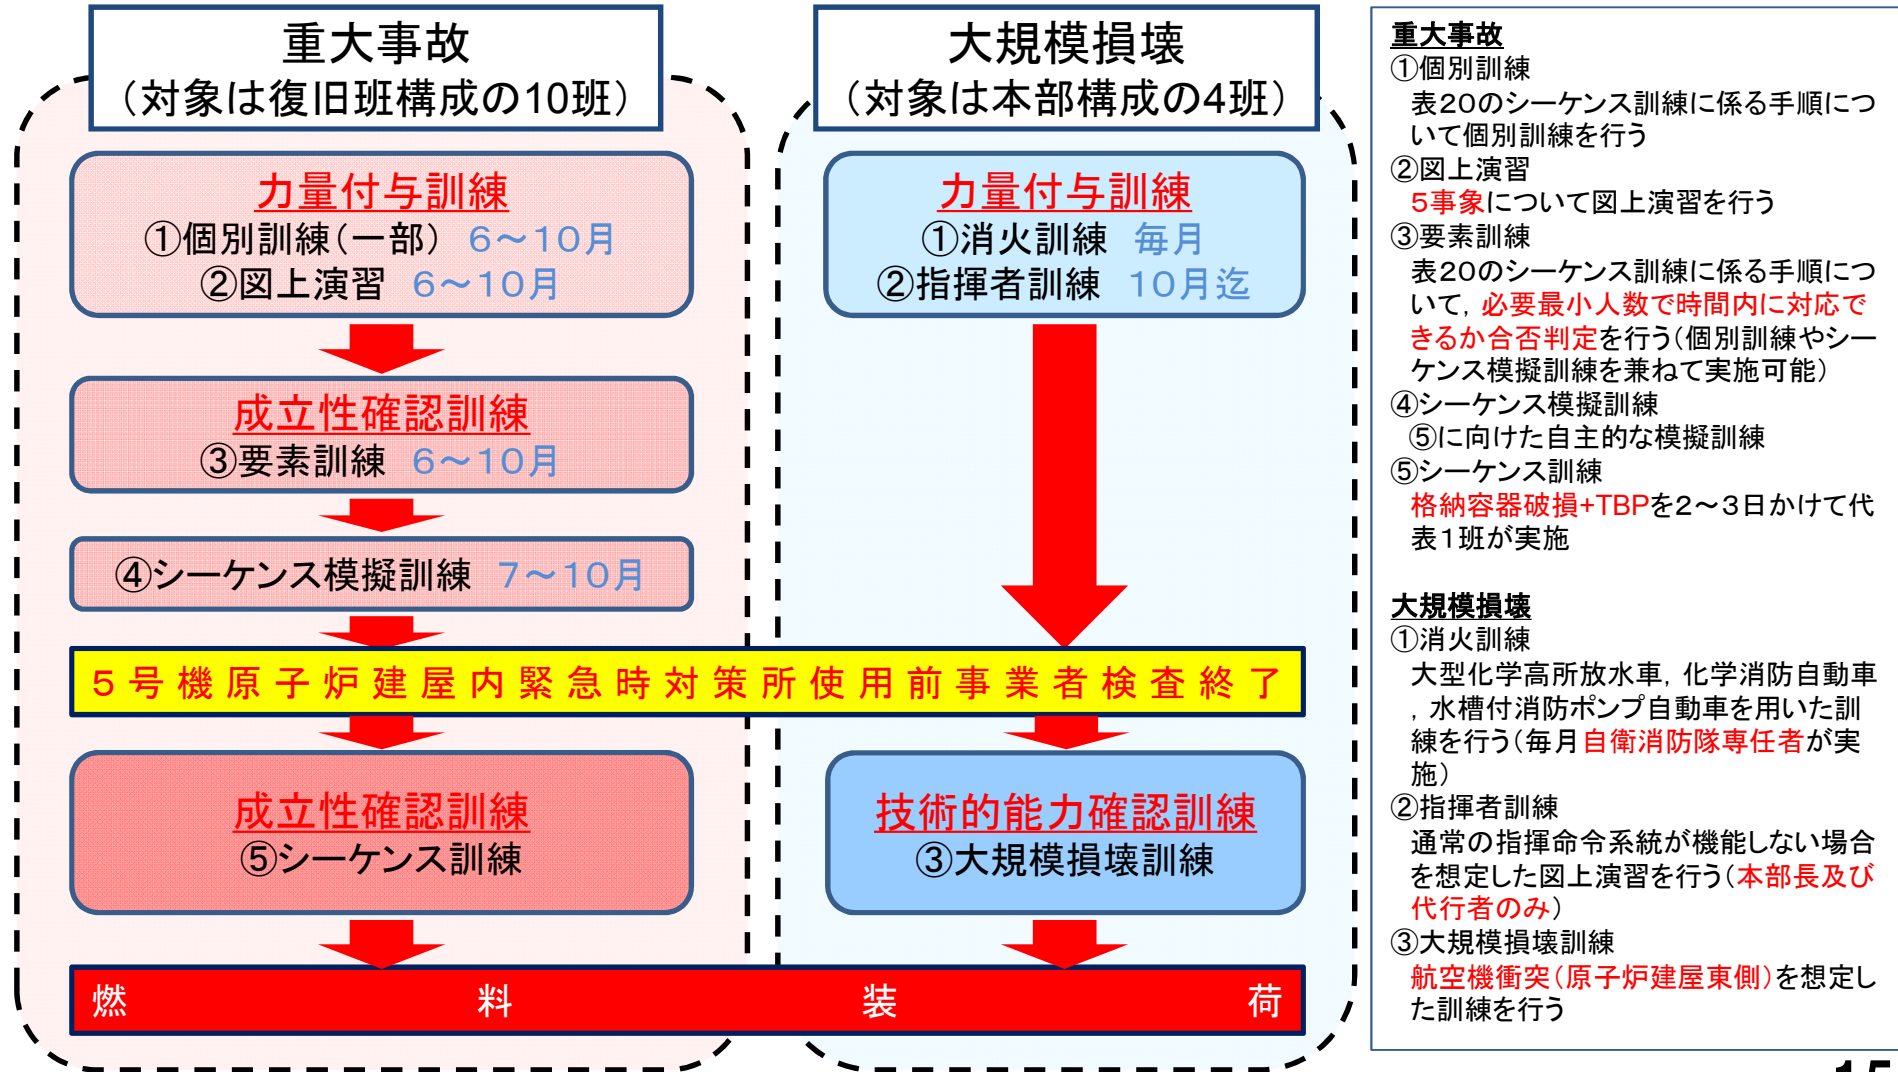 重大事故
（対象は復旧班構成の10班）
力量付与訓練
①個別訓練（一部） 6～10月
②図上演習 6～10月
成立性確認訓練
③要素訓練 6～10月
④シーケンス模擬訓練 7～10月
大規模損壊
（対象は本部構成の4班）
力量付与訓練
①消火訓練 毎月
②指揮者訓練 10月迄
５号機原子炉建屋内緊急時対策所使用前事業者検査終了
成立性確認訓練
⑤シーケンス訓練
技術的能力確認訓練
③大規模損壊訓練
燃料装荷
重大事故
①個別訓練
表２０のシーケンス訓練に係る手順につ
いて個別訓練を行う
②図上演習
５事象について図上演習を行う
③要素訓練
表２０のシーケンス訓練に係る手順につ
いて，必要最小人数で時間内に対応で
きるか合否判定を行う（個別訓練やシー
ケンス模擬訓練を兼ねて実施可能）
④シーケンス模擬訓練
⑤に向けた自主的な模擬訓練
⑤シーケンス訓練
格納容器破損+TBPを２～３日かけて代
表１班が実施
大規模損壊
①消火訓練
大型化学高所放水車，化学消防自動車
，水槽付消防ポンプ自動車を用いた訓
練を行う（毎月自衛消防隊専任者が実
施）
②指揮者訓練
通常の指揮命令系統が機能しない場合
を想定した図上演習を行う（本部長及び
代行者のみ）
③大規模損壊訓練
航空機衝突（原子炉建屋東側）を想定し
た訓練を行う
15